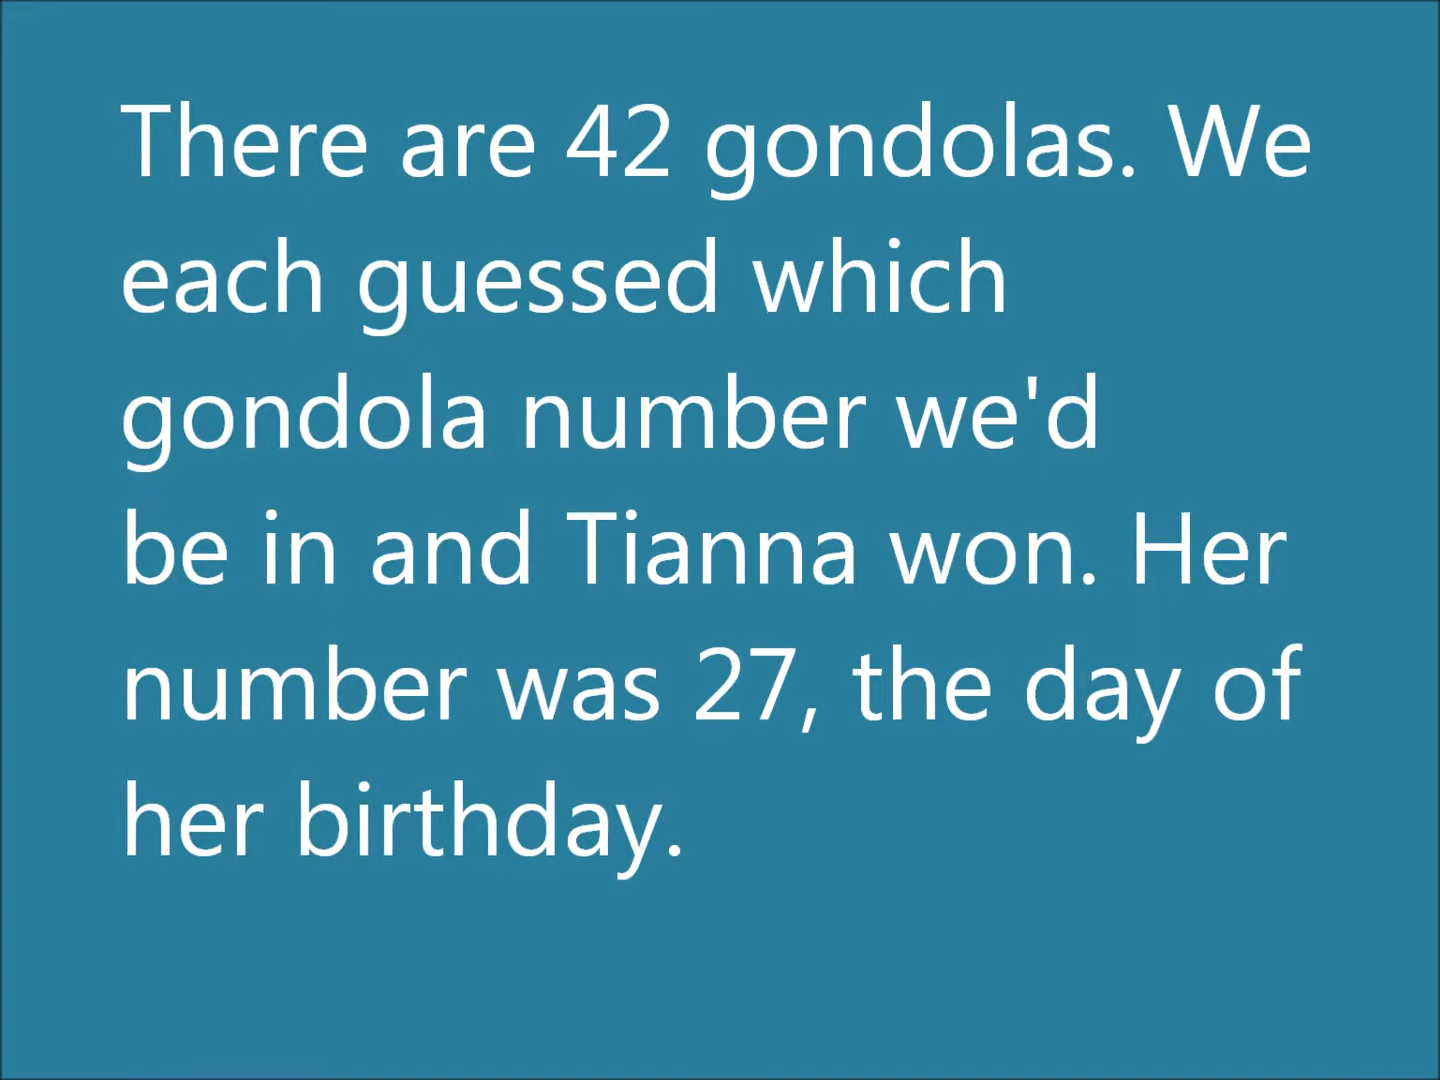 There are 42 gondolas. We
each guessed which
gondola number we'd
be in and Tianna won. Her
number was 27, the day of
her birthday.